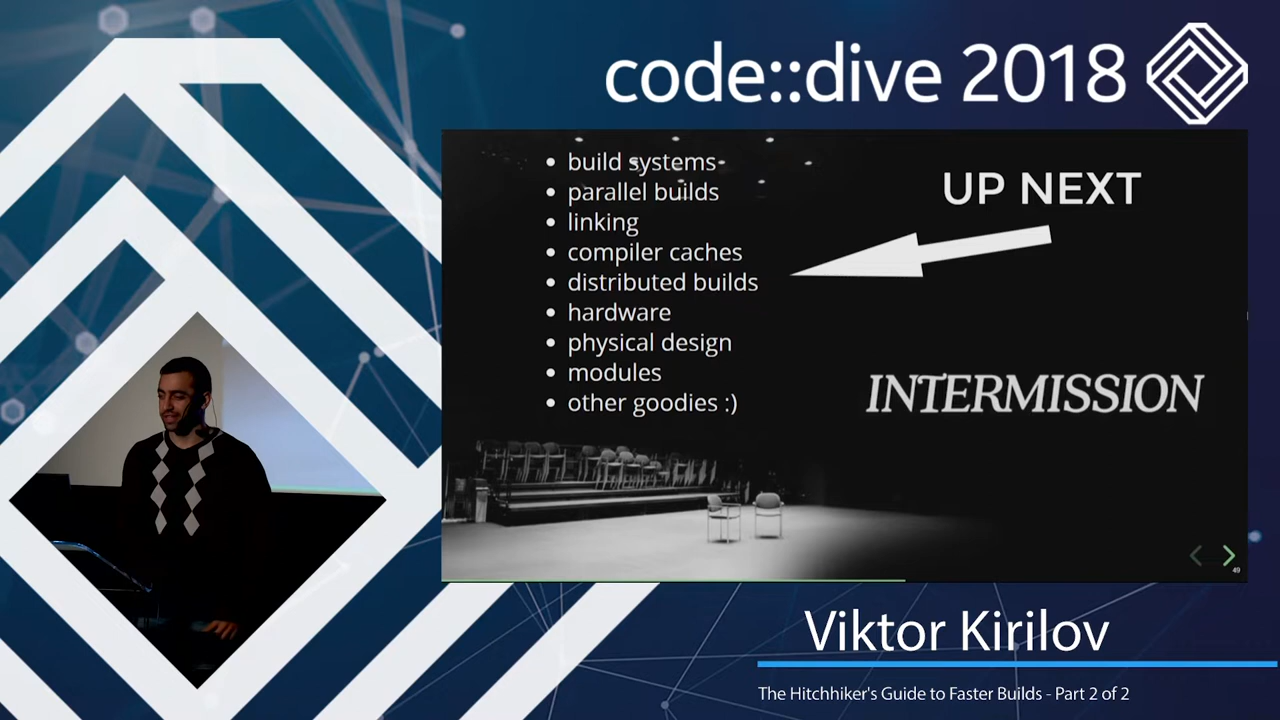 code::dive 2018
• build systems
• parallel builds
• linking
• compiler caches
• distributed builds
• hardware
• physical design
• modules
• other goodies :)
UP NEXT
INTERMISSION
49
Viktor Kirilov
The Hitchhiker's Guide to Faster Builds - Part 2 of 2